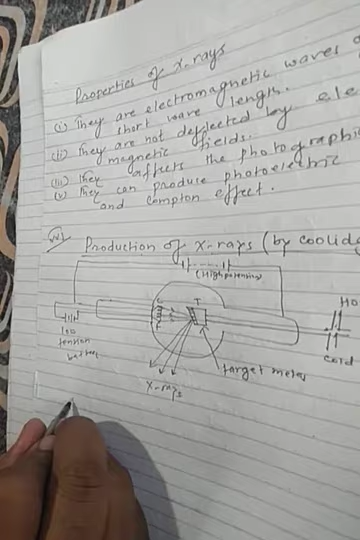 Properties of x-rays
(i) They are electromagnetic waves of
short wave length.
(ii) They are not deflected by ele
magnetic fields.
(iii) They affects the photographi
(v) They can produce photoelectric
and compton effect.
Production of x-rays (by coolid
(High potential)
C
T
F
HO
low
tension
battery
target metal
cold
x-rays